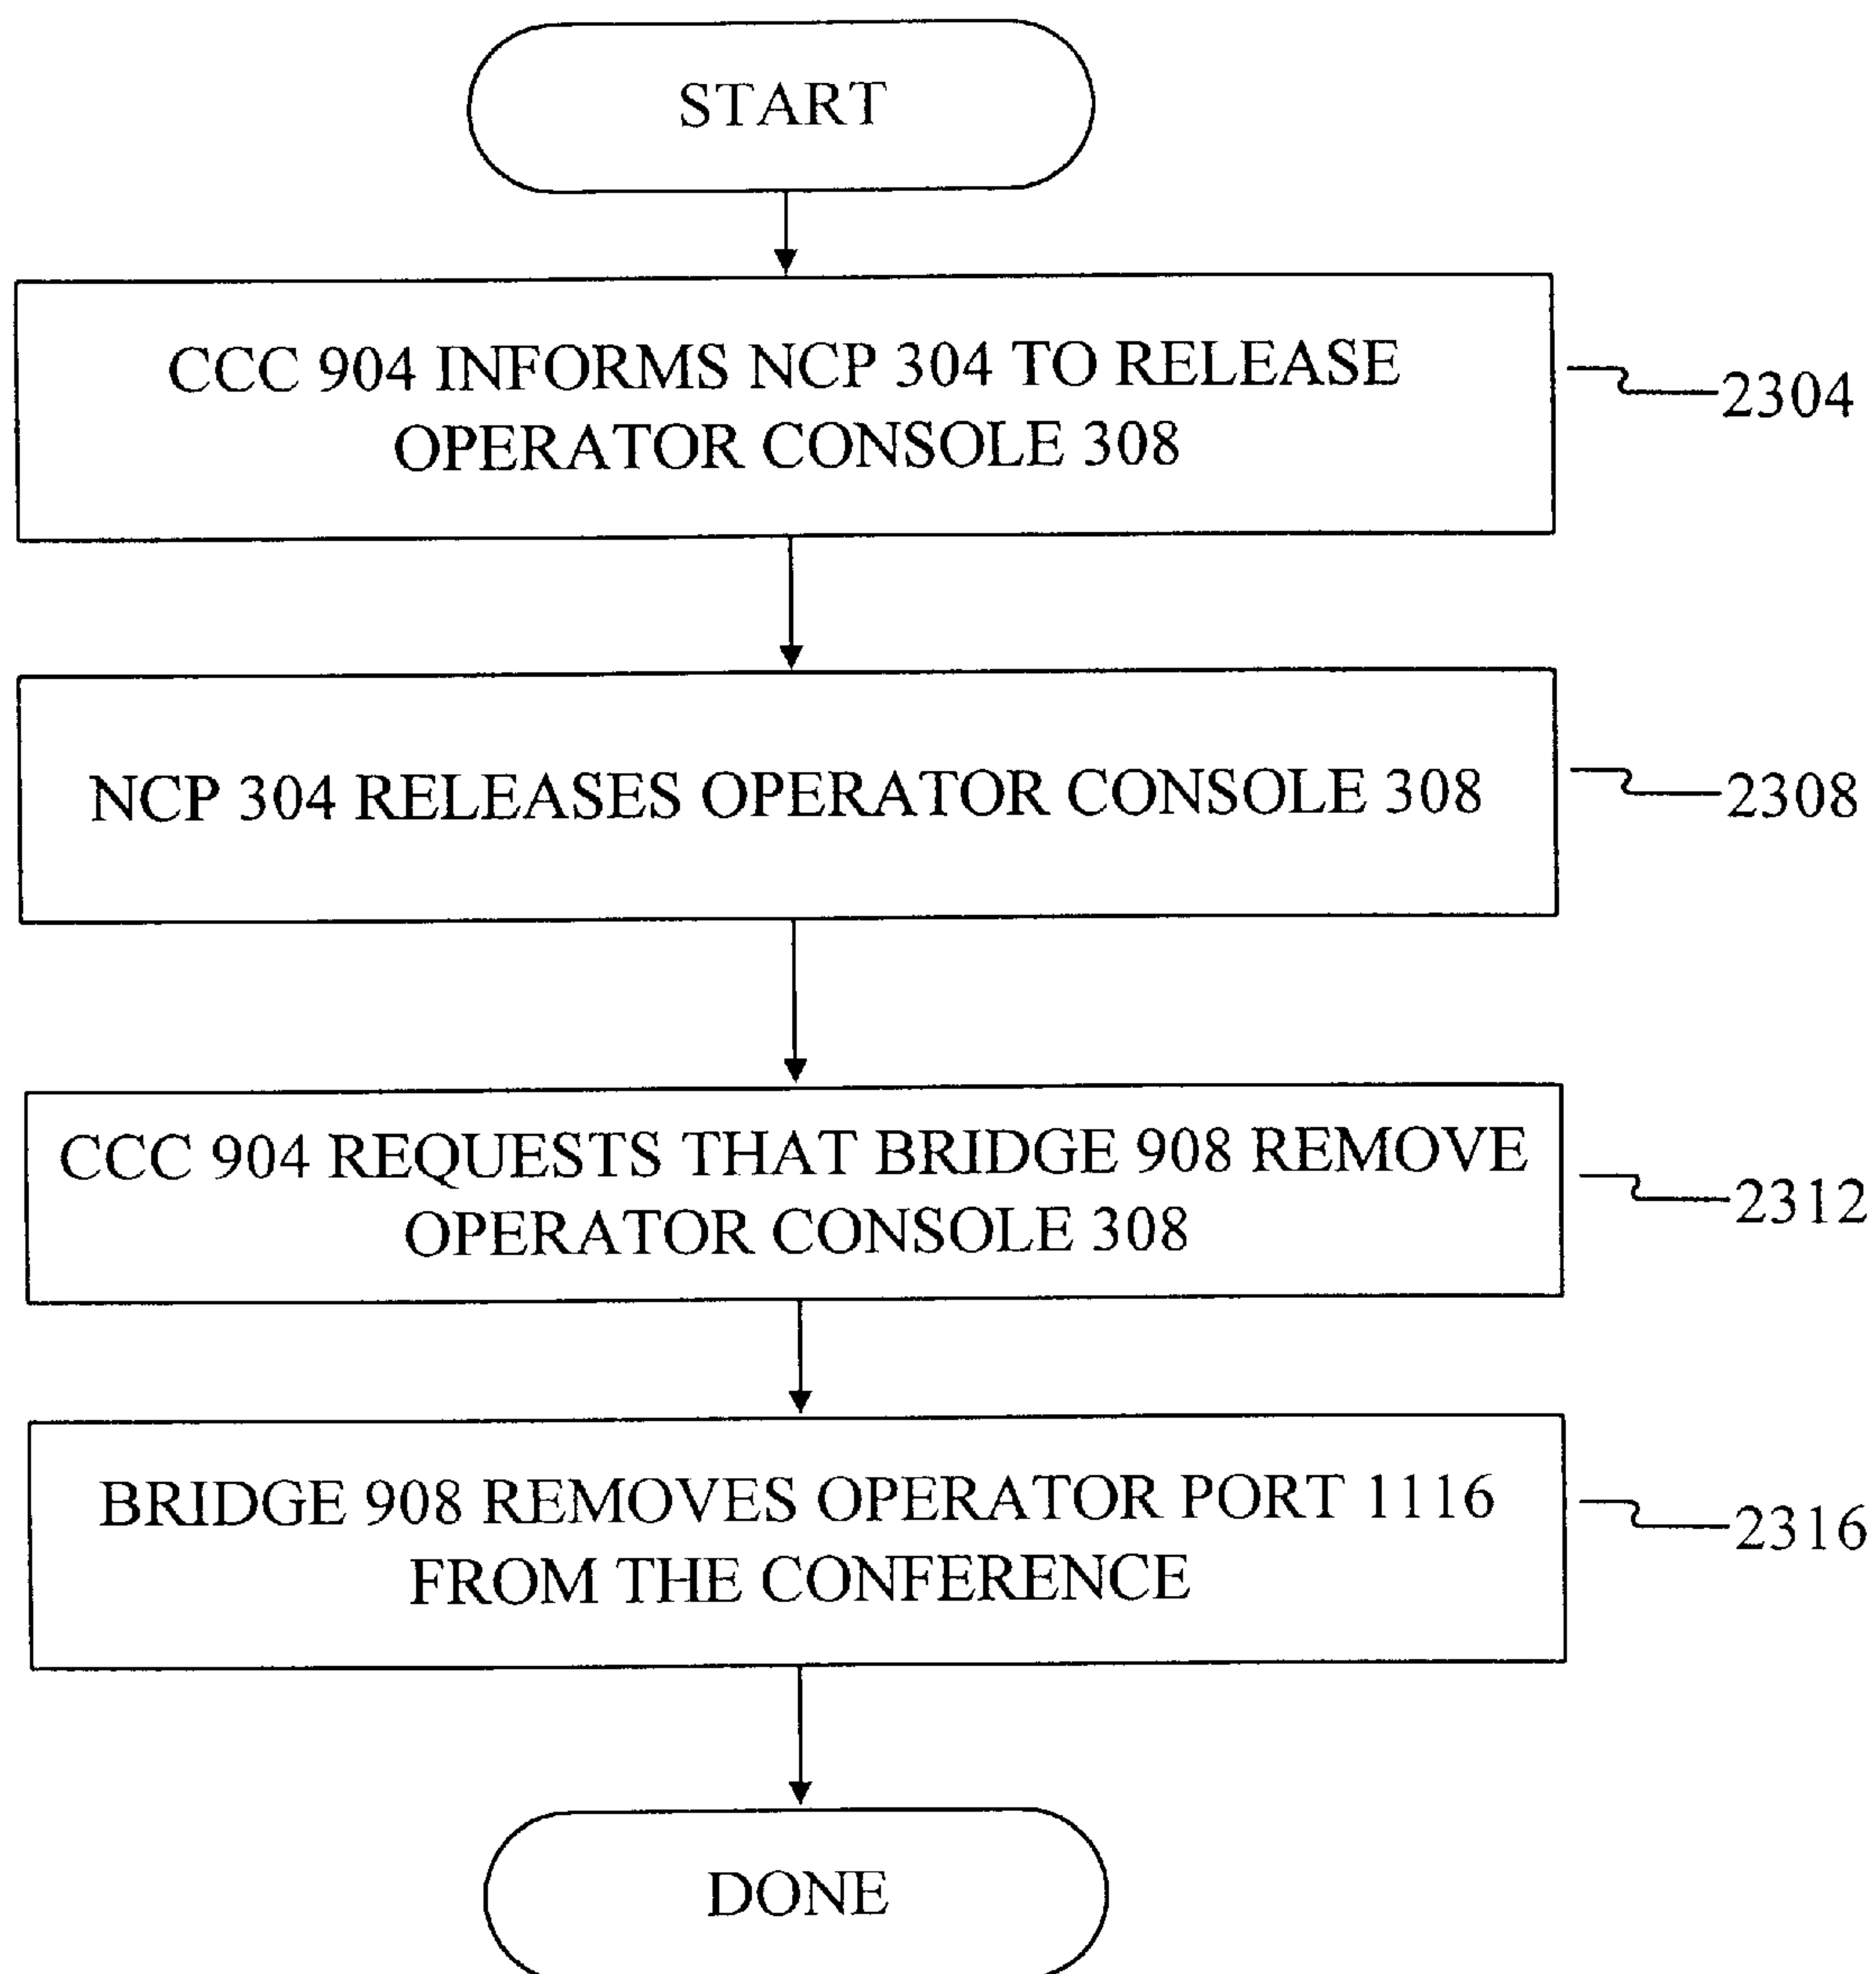 START
CCC 904 INFORMS NCP 304 TO RELEASE
OPERATOR CONSOLE 308
2304
NCP 304 RELEASES OPERATOR CONSOLE 308
2308
CCC 904 REQUESTS THAT BRIDGE 908 REMOVE
OPERATOR CONSOLE 308
2312
BRIDGE 908 REMOVES OPERATOR PORT 1116
FROM THE CONFERENCE
2316
DONE